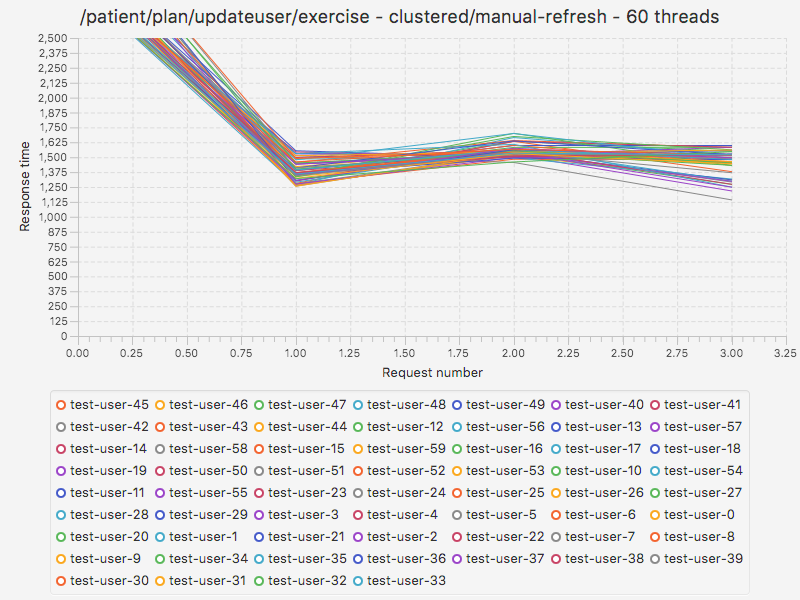 /patient/plan/updateuser/exercise - clustered/manual-refresh - 60 threads
2,500
2,375
2,250
2,125
2,000
1,875
1,750
1,625
1,500
1,375
1,250
1,125
1,000
875
750
625
500
375
250
125
0
Response time
0.00 0.25 0.50 0.75 1.00 1.25 1.50 1.75 2.00 2.25 2.50 2.75 3.00 3.25
Request number
test-user-45 test-user-46 test-user-47 test-user-48 test-user-49 test-user-40 test-user-41
test-user-42 test-user-43 test-user-44 test-user-12 test-user-56 test-user-13 test-user-57
test-user-14 test-user-58 test-user-15 test-user-59 test-user-16 test-user-17 test-user-18
test-user-19 test-user-50 test-user-51 test-user-52 test-user-53 test-user-10 test-user-54
test-user-11 test-user-55 test-user-23 test-user-24 test-user-25 test-user-26 test-user-27
test-user-28 test-user-29 test-user-3 test-user-4 test-user-5 test-user-6 test-user-0
test-user-20 test-user-1 test-user-21 test-user-2 test-user-22 test-user-7 test-user-8
test-user-9 test-user-34 test-user-35 test-user-36 test-user-37 test-user-38 test-user-39
test-user-30 test-user-31 test-user-32 test-user-33